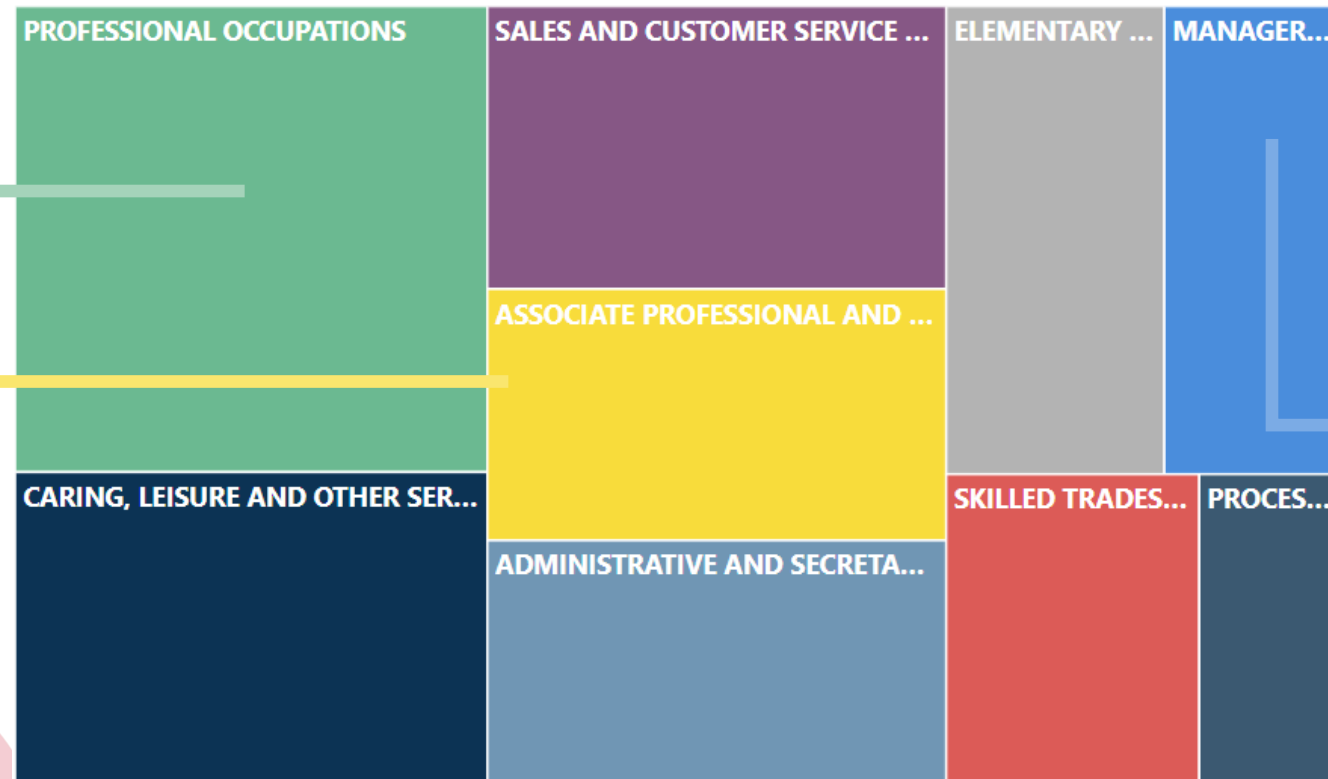 PROFESSIONAL OCCUPATIONS
SALES AND CUSTOMER SERVICE ...
ELEMENTARY ...
MANAGER...
ASSOCIATE PROFESSIONAL AND ...
CARING, LEISURE AND OTHER SER...
SKILLED TRADES...
PROCES...
ADMINISTRATIVE AND SECRETA...